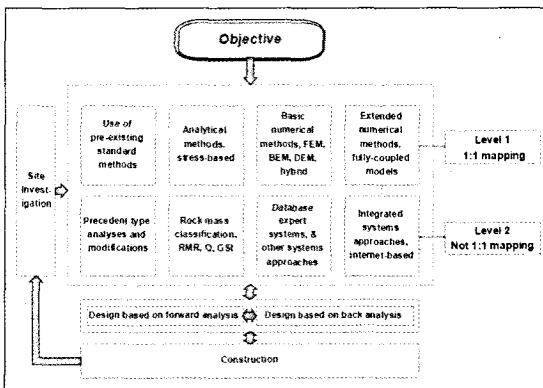 Objective
Use of
pre-existing
standard
methods
Analytical
methods,
stress-based
Basic
numerical
methods, FEM,
BEM, DEM,
hybrid
Extended
numerical
methods,
fully-coupled
models
Level 1
1:1 mapping
Site
Invest-
igation
Precedent type
analyses and
modifications
Rock mass
classification,
RMR, Q, GSI
Database
expert
systems, &
other systems
approaches
Integrated
systems
approaches,
internet-based
Level 2
Not 1:1 mapping
Design based on forward analysis
Design based on back analysis
Construction